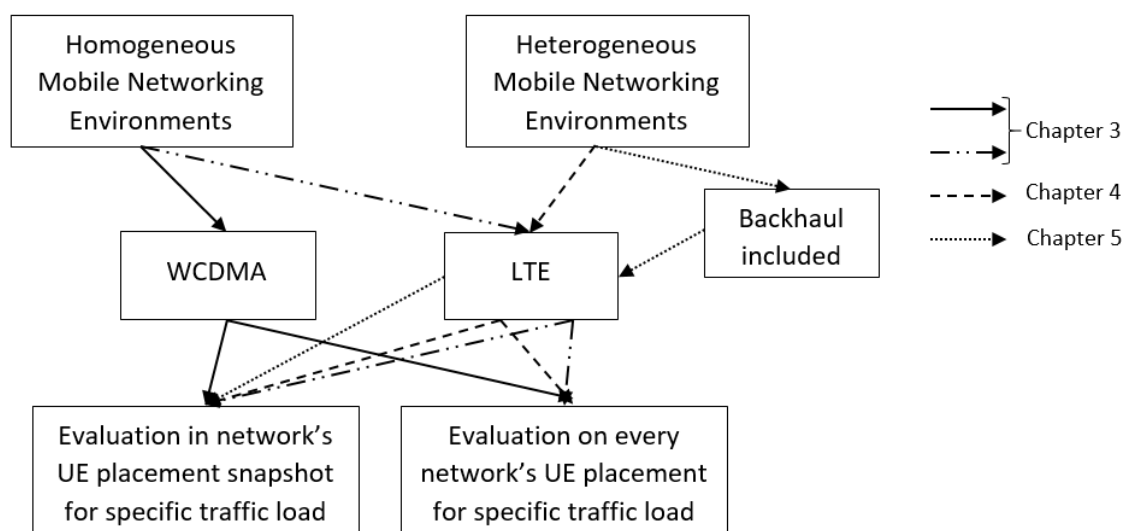 Homogeneous
Mobile Networking
Environments
Heterogeneous
Mobile Networking
Environments
Chapter 3
Chapter 4
Chapter 5
Backhaul
included
WCDMA
LTE
Evaluation in network’s
UE placement snapshot
for specific traffic load
Evaluation on every
network’s UE placement
for specific traffic load